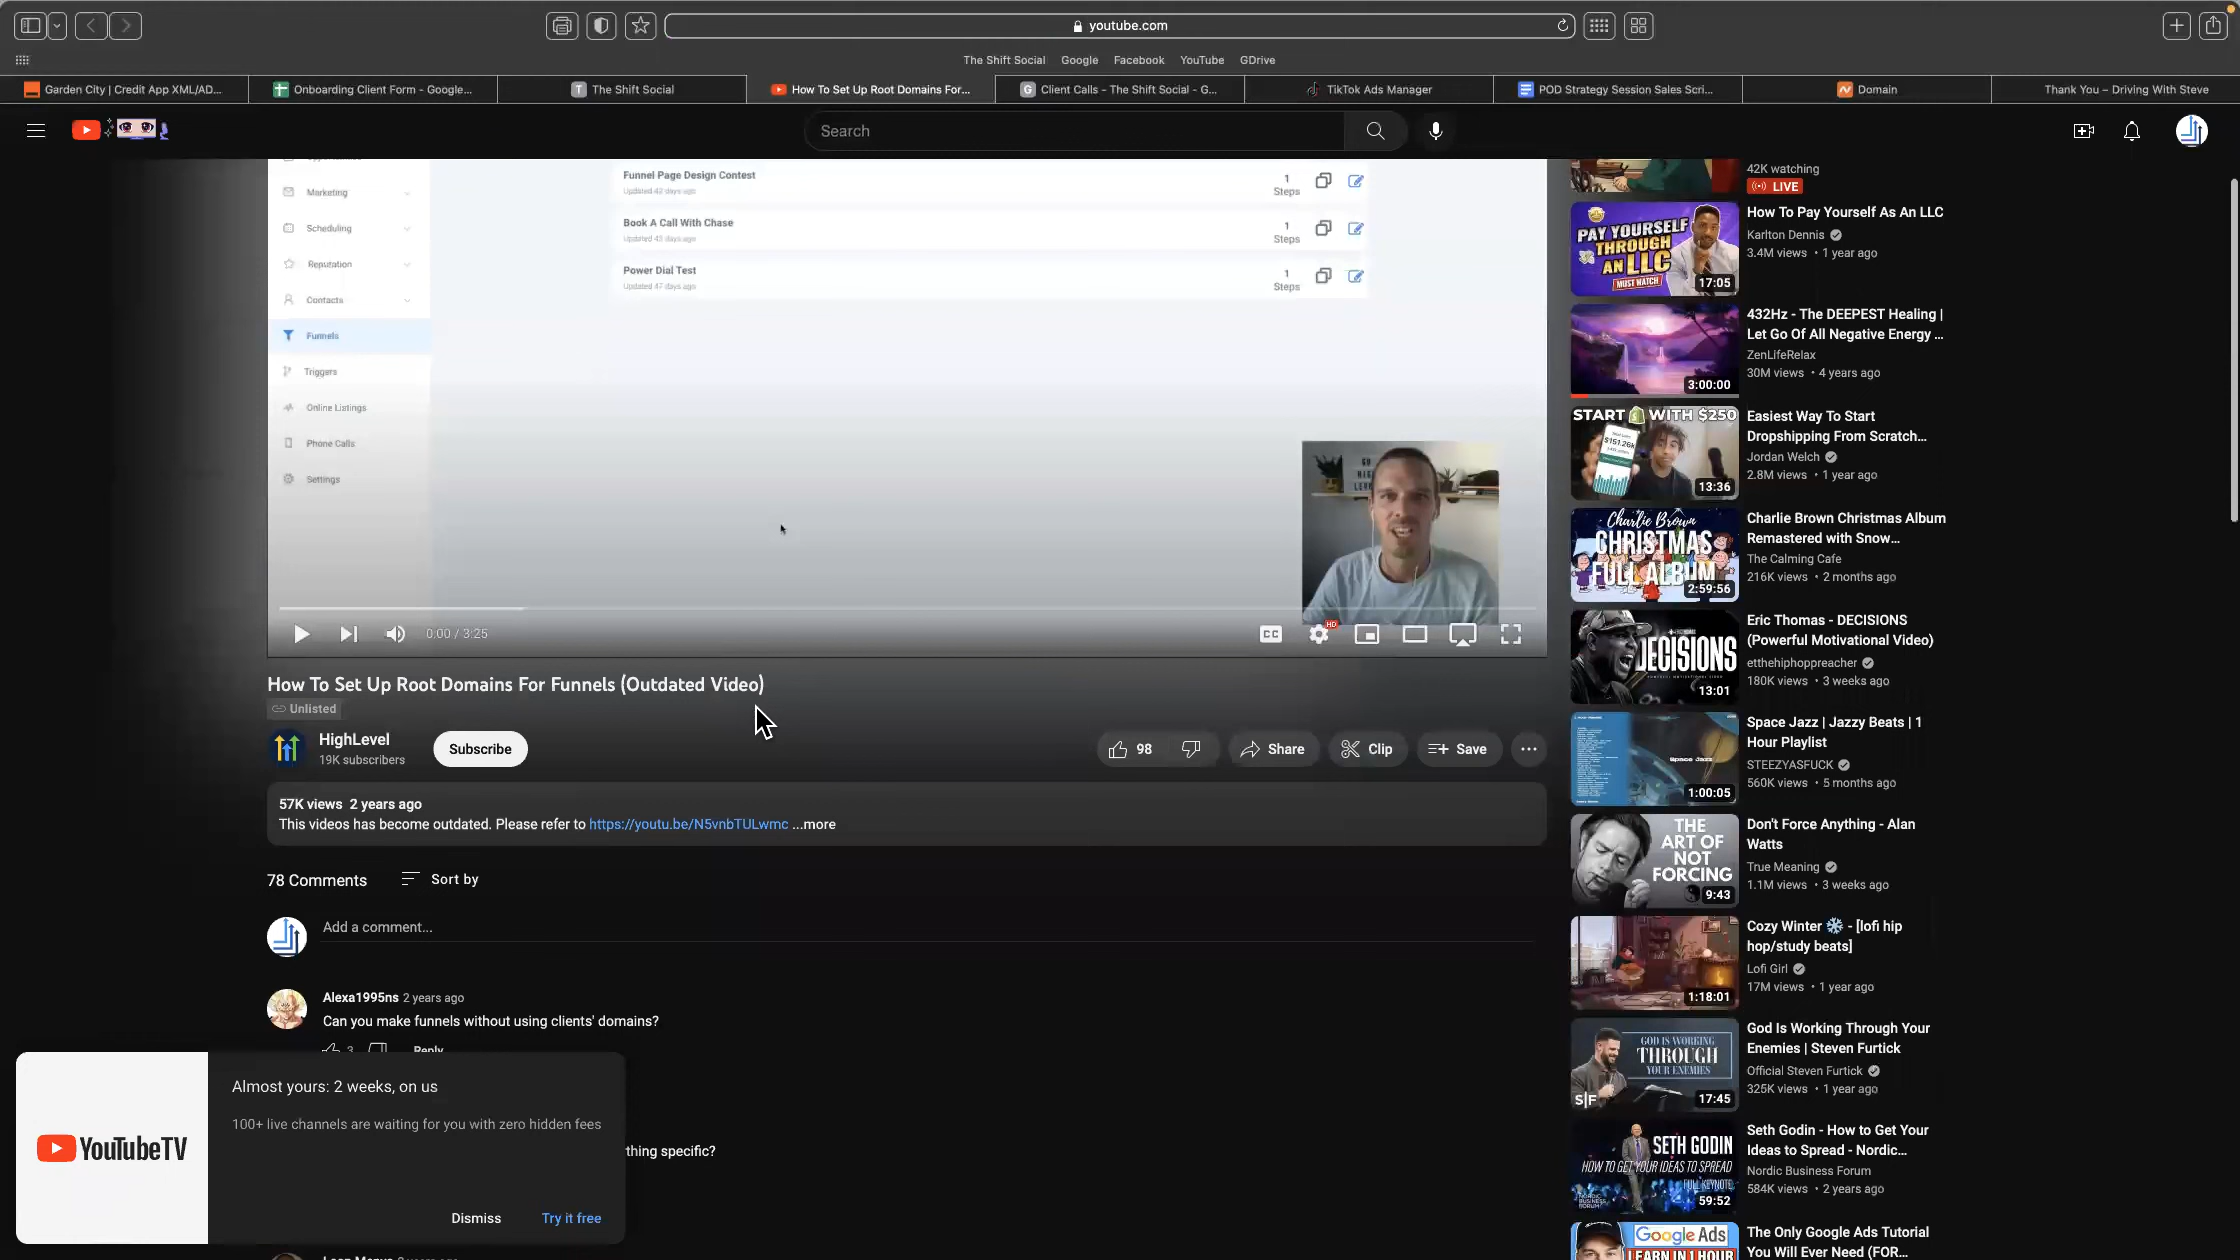 youtube.com
The Shift Social Google Facebook YouTube GDrive
Garden City | Credit App XML/AD...
Onboarding Client Form - Google...
The Shift Social
How To Set Up Root Domains For...
Client Calls - The Shift Social - G...
TikTok Ads Manager
POD Strategy Session Sales Scri...
Domain
Thank You – Driving With Steve
Search
Marketing
Scheduling
Reputation
Contacts
Funnels
Triggers
Online Listings
Phone Calls
Settings
Funnel Page Design Contest
Updated 42 days ago
1
Steps
Book A Call With Chase
Updated 43 days ago
1
Steps
Power Dial Test
Updated 47 days ago
1
Steps
0:00 / 3:25
CC
HD
How To Set Up Root Domains For Funnels (Outdated Video)
Unlisted
HighLevel
19K subscribers
Subscribe
98
Share
Clip
Save
57K views 2 years ago
This videos has become outdated. Please refer to https://youtu.be/N5vnbTULwmc ...more
78 Comments
Sort by
Add a comment...
Alexa1995ns 2 years ago
Can you make funnels without using clients' domains?
3
Reply
thing specific?
YouTubeTV
Almost yours: 2 weeks, on us
100+ live channels are waiting for you with zero hidden fees
Dismiss
Try it free
42K watching
LIVE
PAY YOURSELF
THROUGH
AN LLC
MUST WATCH
17:05
How To Pay Yourself As An LLC
Karlton Dennis
3.4M views • 1 year ago
3:00:00
432Hz - The DEEPEST Healing |
Let Go Of All Negative Energy ...
ZenLifeRelax
30M views • 4 years ago
START WITH $250
13:36
Easiest Way To Start
Dropshipping From Scratch...
Jordan Welch
2.8M views • 1 year ago
Charlie Brown
CHRISTMAS
FULL ALBUM
2:59:56
Charlie Brown Christmas Album
Remastered with Snow...
The Calming Cafe
216K views • 2 months ago
DECISIONS
13:01
Eric Thomas - DECISIONS
(Powerful Motivational Video)
etthehiphoppreacher
180K views • 3 weeks ago
Space Jazz
1:00:05
Space Jazz | Jazzy Beats | 1
Hour Playlist
STEEZYASFUCK
560K views • 5 months ago
THE
ART OF
NOT
FORCING
9:43
Don't Force Anything - Alan
Watts
True Meaning
1.1M views • 3 weeks ago
1:18:01
Cozy Winter ❄ - [lofi hip
hop/study beats]
Lofi Girl
17M views • 1 year ago
GOD IS WORKING
THROUGH
YOUR ENEMIES
S|F
17:45
God Is Working Through Your
Enemies | Steven Furtick
Official Steven Furtick
325K views • 1 year ago
SETH GODIN
HOW TO GET YOUR IDEAS TO SPREAD
FULL KEYNOTE
59:52
Seth Godin - How to Get Your
Ideas to Spread - Nordic...
Nordic Business Forum
584K views • 2 years ago
Google Ads
LEARN IN 1 HOUR
The Only Google Ads Tutorial
You Will Ever Need (FOR...